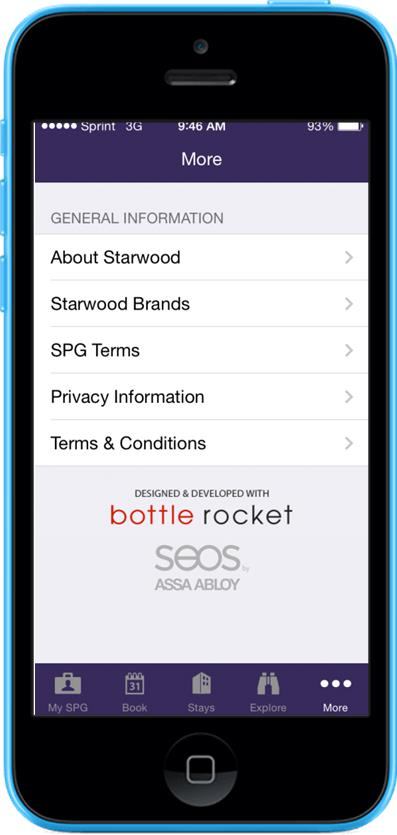 Sprint 3G 9:46 AM 93%
More
GENERAL INFORMATION
About Starwood
Starwood Brands
SPG Terms
Privacy Information
Terms & Conditions
DESIGNED & DEVELOPED WITH
bottle rocket
seos by
ASSA ABLOY
31
My SPG Book Stays Explore More